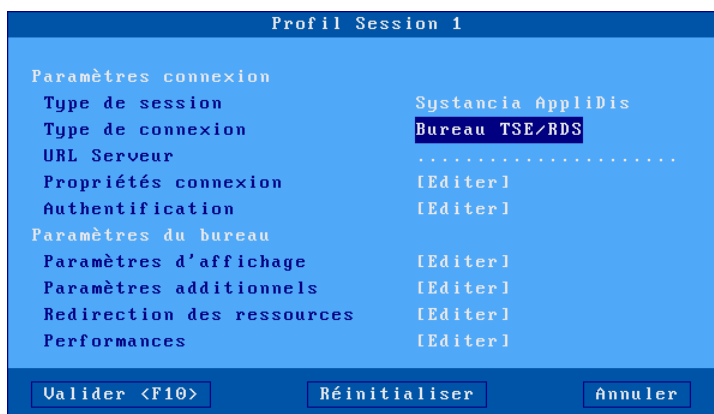 Profil Session 1
Paramètres connexion
Type de session Systancia AppliDis
Type de connexion Bureau TSE/RDS
URL Serveur ......................
Propriétés connexion [Editer]
Authentification [Editer]
Paramètres du bureau
Paramètres d'affichage [Editer]
Paramètres additionnels [Editer]
Redirection des ressources [Editer]
Performances [Editer]
Valider <F10> Réinitialiser Annuler